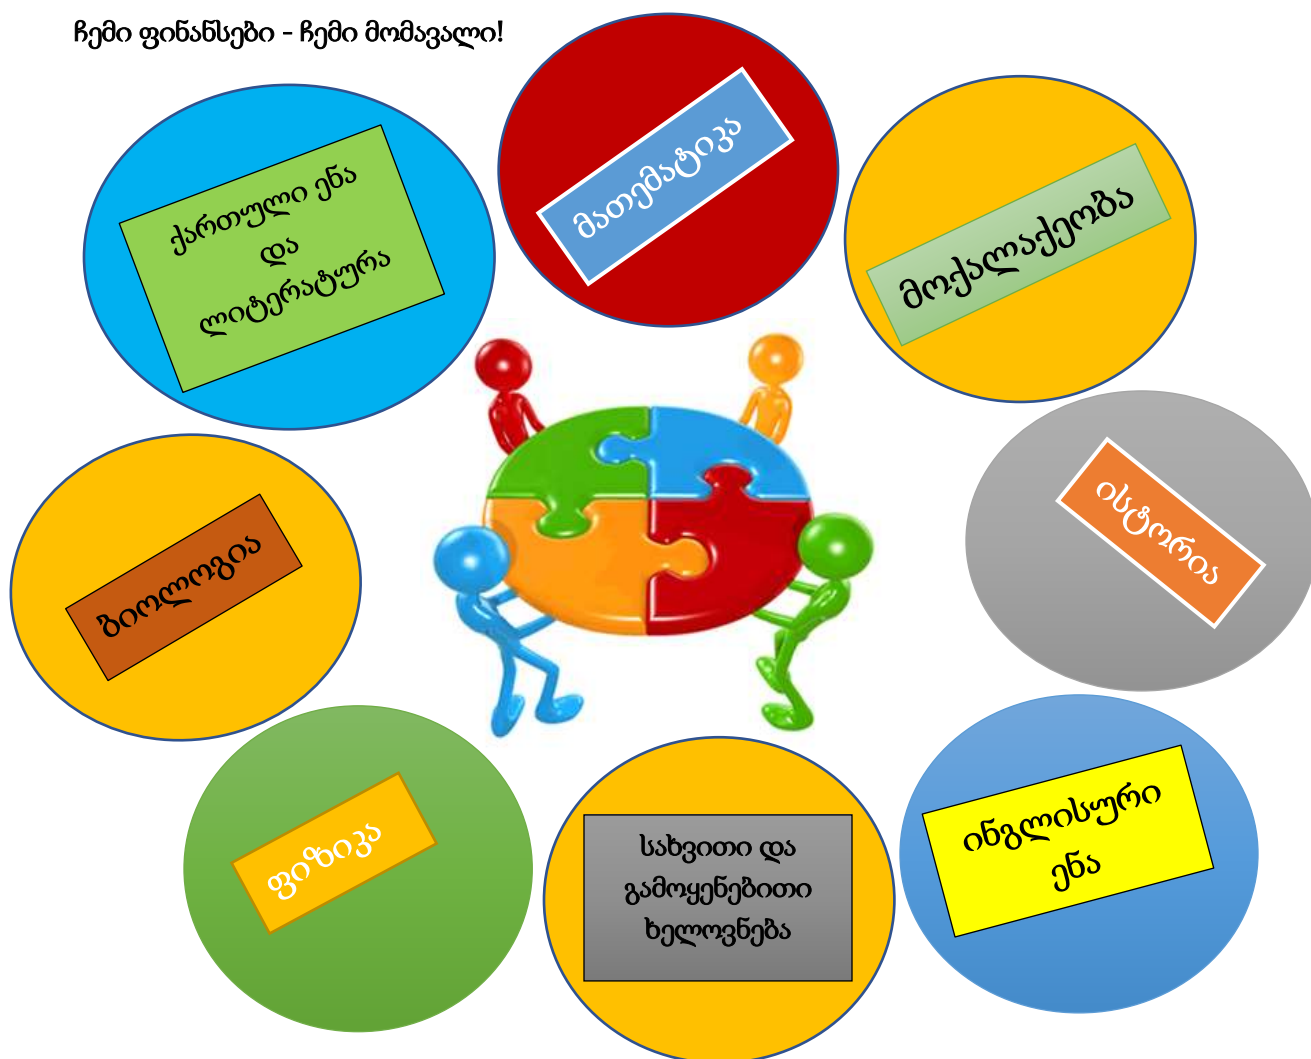 ჩემი ფინანსები - ჩემი მომავალი!
ქართული ენა
და
ლიტერატურა
მათემატიკა
მოქალაქეობა
ისტორია
ბიოლოგია
ფიზიკა
სახვითი და
გამოყენებითი
ხელოვნება
ინგლისური
ენა